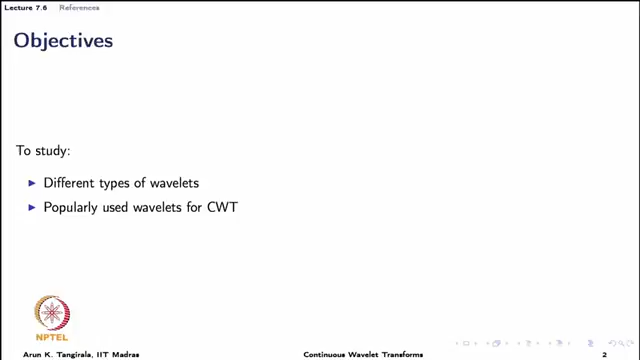 Lecture 7.6 References
Objectives
To study:
Different types of wavelets
Popularly used wavelets for CWT
NPTEL
Arun K. Tangirala, IIT Madras Continuous Wavelet Transforms 2